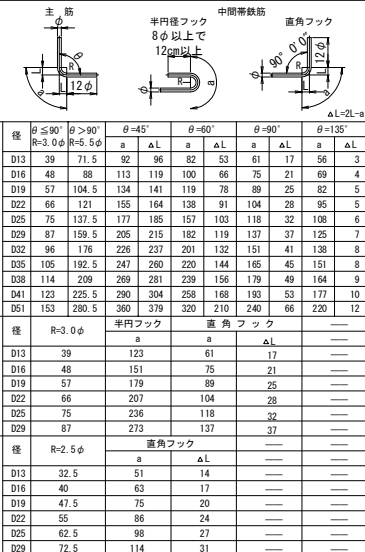 主 筋 半円径フック 中間帯鉄筋 直角フック
8φ以上で
12cm以上
φ θ R L L 12φ a
φ R a
φ 90° 0'0" R L L 12φ a
△L=2L-a
径 θ≦90° R=3.0φ θ>90° R=5.5φ θ=45° θ=60° θ=90° θ=135°
a △L a △L a △L a △L
D13 39 71.5 92 96 82 53 61 17 56 3
D16 48 88 113 119 100 66 75 21 69 4
D19 57 104.5 134 141 119 78 89 25 82 5
D22 66 121 155 164 138 91 104 28 95 5
D25 75 137.5 177 185 157 103 118 32 108 6
D29 87 159.5 205 215 182 119 137 37 125 7
D32 96 176 226 237 201 132 151 41 138 8
D35 105 192.5 247 260 220 144 165 45 151 8
D38 114 209 269 281 239 156 179 49 164 9
D41 123 225.5 290 304 258 168 193 53 177 10
D51 153 280.5 360 379 320 210 240 66 220 12
径 R=3.0φ 半円フック 直 角 フ ッ ク ——
a a △L ——
D13 39 123 61 17 ——
D16 48 151 75 21 ——
D19 57 179 89 25 ——
D22 66 207 104 28 ——
D25 75 236 118 32 ——
D29 87 273 137 37 ——
径 R=2.5φ 直角フック —— ——
a △L —— ——
D13 32.5 51 14 —— ——
D16 40 63 17 —— ——
D19 47.5 75 20 —— ——
D22 55 86 24 —— ——
D25 62.5 98 27 —— ——
D29 72.5 114 31 —— ——